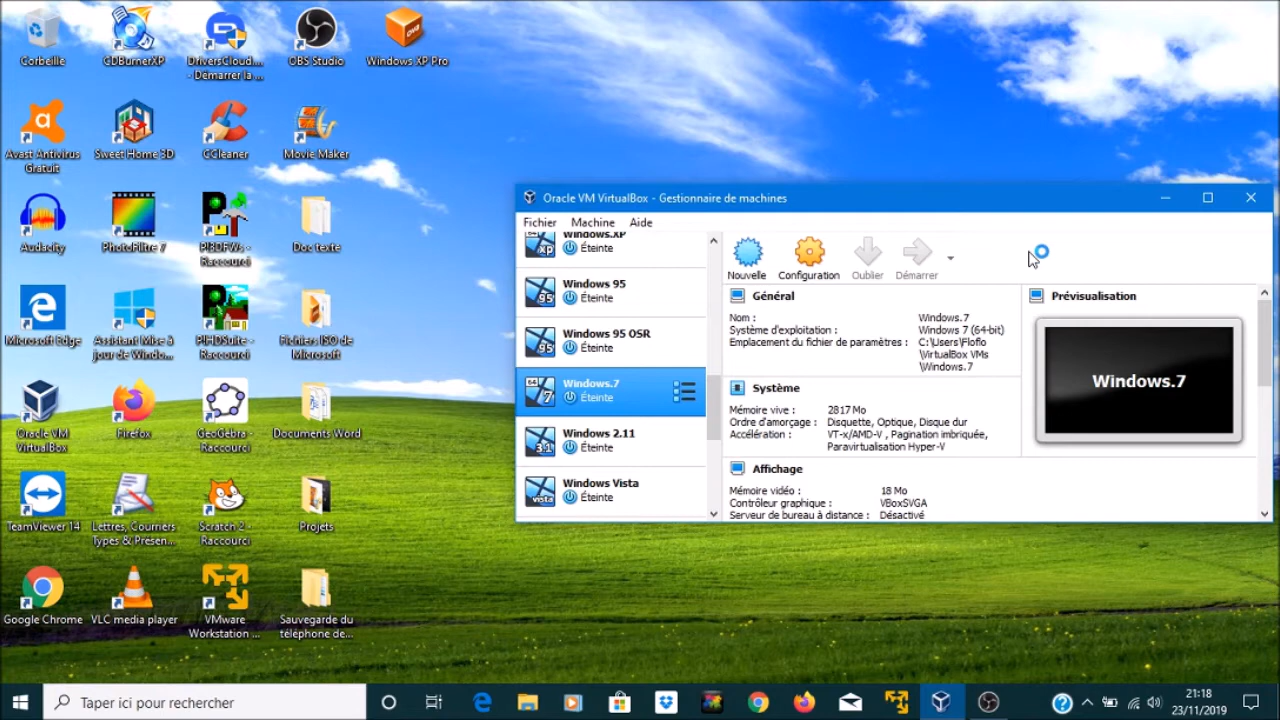 Corbeille
CDBurnerXP
DriversCloud....
- Démarrer la ...
OBS Studio
Windows XP Pro
Avast Antivirus
Gratuit
Sweet Home 3D
CCleaner
Movie Maker
Audacity
PhotoFiltre 7
Raccourci
Doc texte
Microsoft Edge
Assistant Mise à
jour de Windo...
Raccourci
Fichiers ISO de
Microsoft
Oracle VM
VirtualBox
Firefox
GeoGebra -
Raccourci
Documents Word
TeamViewer 14
Lettres, Courriers
Types & Presen...
Scratch 2 -
Raccourci
Projets
Google Chrome
VLC media player
VMware
Workstation ...
Sauvegarde du
téléphone de...
Oracle VM VirtualBox - Gestionnaire de machines
Fichier Machine Aide
Windows.XP
Éteinte
Windows 95
Éteinte
Windows 95 OSR
Éteinte
Windows.7
Éteinte
Windows 2.11
Éteinte
Windows Vista
Éteinte
Nouvelle Configuration Oublier Démarrer
Général
Nom : Windows.7
Système d'exploitation : Windows 7 (64-bit)
Emplacement du fichier de paramètres : C:\Users\Floflo
\VirtualBox VMs
\Windows.7
Système
Mémoire vive : 2817 Mo
Ordre d'amorçage : Disquette, Optique, Disque dur
Accélération : VT-x/AMD-V , Pagination imbriquée,
Paravirtualisation Hyper-V
Affichage
Mémoire vidéo : 18 Mo
Contrôleur graphique : VBoxSVGA
Serveur de bureau à distance : Désactivé
Prévisualisation
Windows.7
Taper ici pour rechercher
21:18
23/11/2019